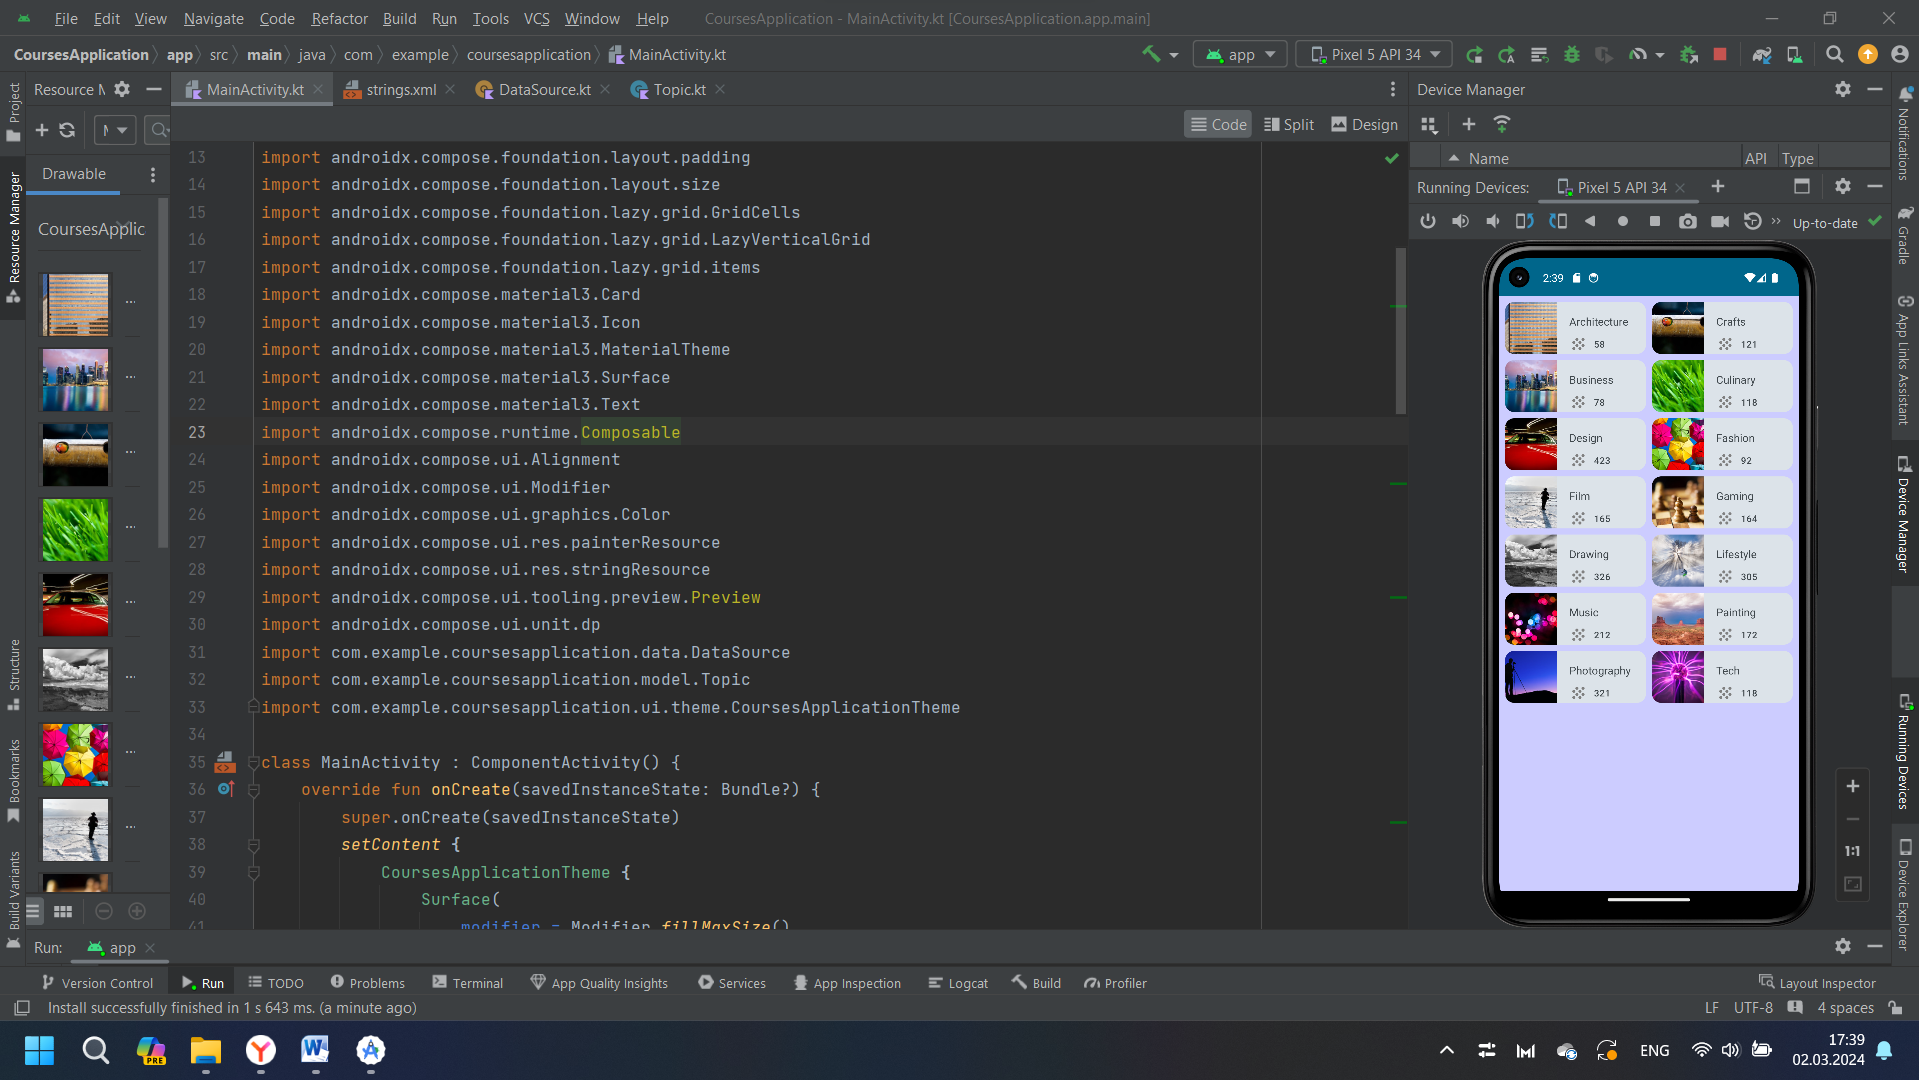 File Edit View Navigate Code Refactor Build Run Tools VCS Window Help CoursesApplication - MainActivity.kt [CoursesApplication.app.main]
CoursesApplication app src main java com example coursesapplication MainActivity.kt app Pixel 5 API 34
Resource M MainActivity.kt strings.xml DataSource.kt Topic.kt Device Manager
Code Split Design
Drawable
CoursesApplic
...
...
...
...
...
...
...
...
Project
Resource Manager
Structure
Bookmarks
Build Variants
13 import androidx.compose.foundation.layout.padding
14 import androidx.compose.foundation.layout.size
15 import androidx.compose.foundation.lazy.grid.GridCells
16 import androidx.compose.foundation.lazy.grid.LazyVerticalGrid
17 import androidx.compose.foundation.lazy.grid.items
18 import androidx.compose.material3.Card
19 import androidx.compose.material3.Icon
20 import androidx.compose.material3.MaterialTheme
21 import androidx.compose.material3.Surface
22 import androidx.compose.material3.Text
23 import androidx.compose.runtime.Composable
24 import androidx.compose.ui.Alignment
25 import androidx.compose.ui.Modifier
26 import androidx.compose.ui.graphics.Color
27 import androidx.compose.ui.res.painterResource
28 import androidx.compose.ui.res.stringResource
29 import androidx.compose.ui.tooling.preview.Preview
30 import androidx.compose.ui.unit.dp
31 import com.example.coursesapplication.data.DataSource
32 import com.example.coursesapplication.model.Topic
33 import com.example.coursesapplication.ui.theme.CoursesApplicationTheme
34
35 class MainActivity : ComponentActivity() {
36 override fun onCreate(savedInstanceState: Bundle?) {
37 super.onCreate(savedInstanceState)
38 setContent {
39 CoursesApplicationTheme {
40 Surface(
41 modifier = Modifier.fillMaxSize()
Name API Type
Running Devices: Pixel 5 API 34
Up-to-date
2:39
Architecture
58
Crafts
121
Business
78
Culinary
118
Design
423
Fashion
92
Film
165
Gaming
164
Drawing
326
Lifestyle
305
Music
212
Painting
172
Photography
321
Tech
118
1:1
Notifications
Gradle
App Links Assistant
Device Manager
Running Devices
Device Explorer
Run: app
Version Control Run TODO Problems Terminal App Quality Insights Services App Inspection Logcat Build Profiler Layout Inspector
Install successfully finished in 1 s 643 ms. (a minute ago) LF UTF-8 4 spaces
PRE
ENG
17:39
02.03.2024